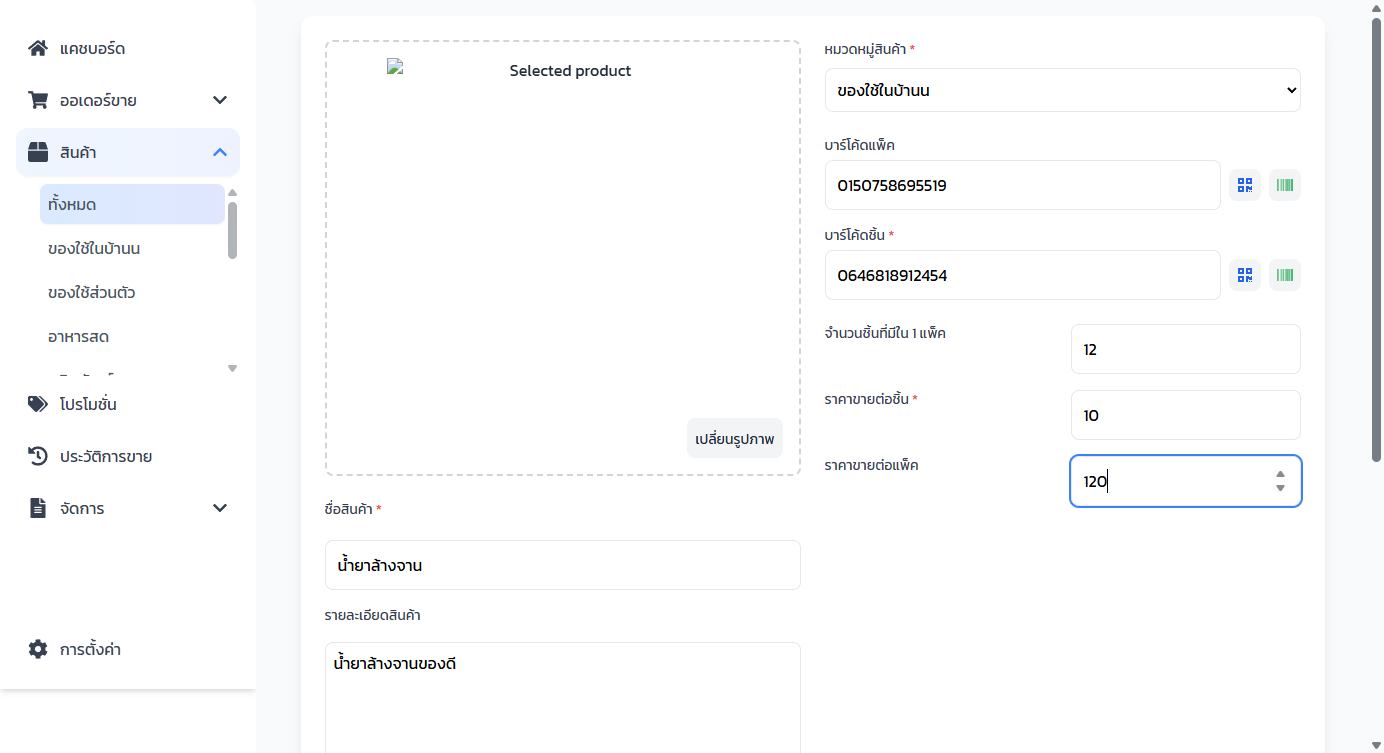 แคชบอร์ด
ออเดอร์ขาย
สินค้า
ทั้งหมด
ของใช้ในบ้านน
ของใช้ส่วนตัว
อาหารสด
โปรโมชั่น
ประวัติการขาย
จัดการ
การตั้งค่า
Selected product
เปลี่ยนรูปภาพ
ชื่อสินค้า *
น้ำยาล้างจาน
รายละเอียดสินค้า
น้ำยาล้างจานของดี
หมวดหมู่สินค้า *
ของใช้ในบ้านน
บาร์โค้ดแพ็ค
0150758695519
บาร์โค้ดชิ้น *
0646818912454
จำนวนชิ้นที่มีใน 1 แพ็ค
12
ราคาขายต่อชิ้น *
10
ราคาขายต่อแพ็ค
120